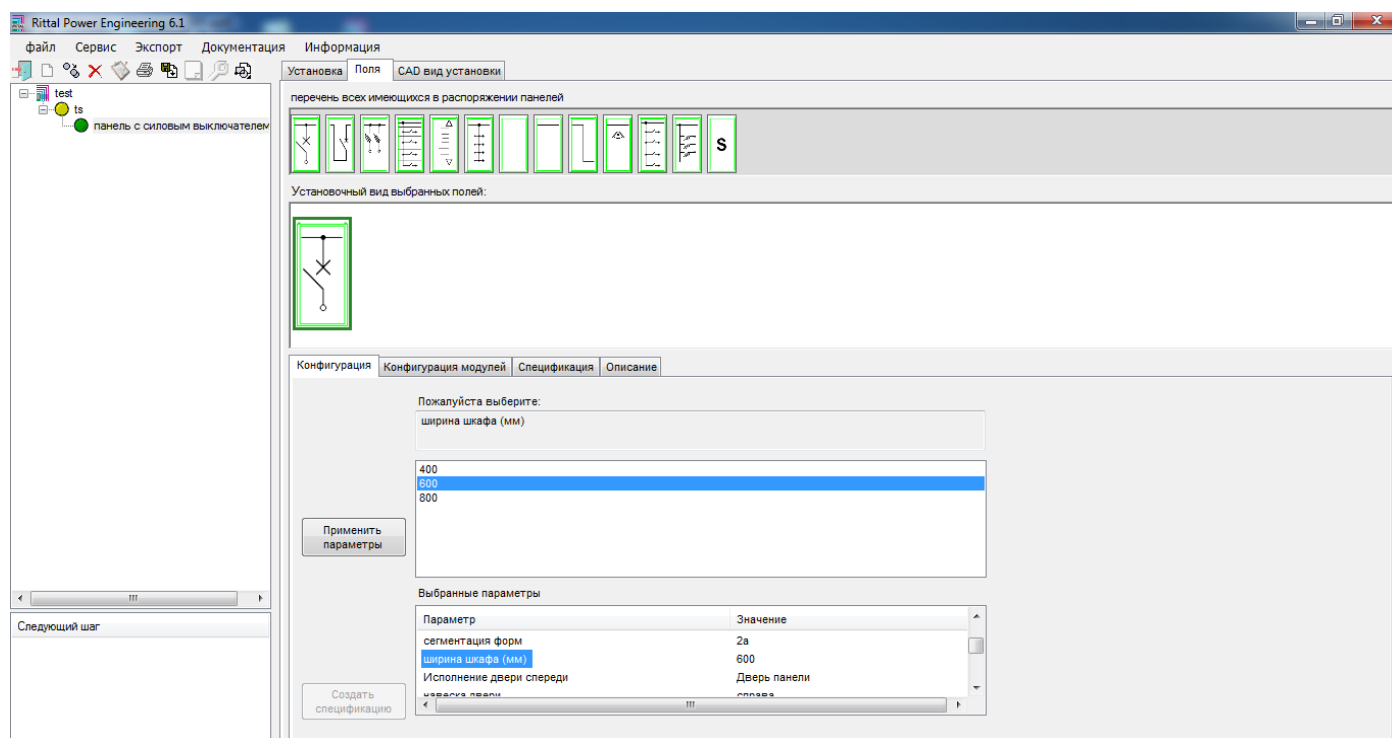 Rittal Power Engineering 6.1
файл Сервис Экспорт Документация Информация
Установка Поля CAD вид установки
test
ts
панель с силовым выключателем
перечень всех имеющихся в распоряжении панелей
S
Установочный вид выбранных полей:
Конфигурация Конфигурация модулей Спецификация Описание
Пожалуйста выберите:
ширина шкафа (мм)
400
600
800
Применить
параметры
Выбранные параметры
Параметр Значение
сегментация форм 2a
ширина шкафа (мм) 600
Исполнение двери спереди Дверь панели
навеска двери справа
Создать
спецификацию
Следующий шаг